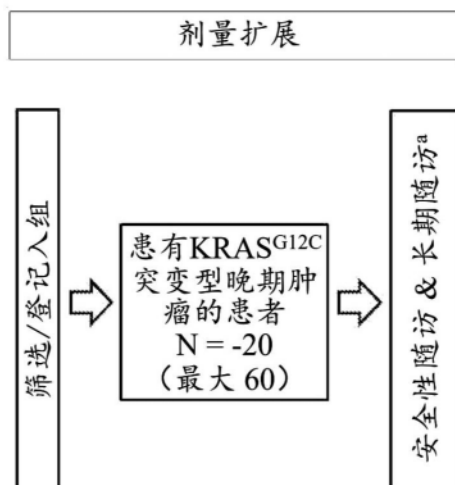 剂量扩展
筛选/登记入组
患有KRASG12C
突变型晚期肿
瘤的患者
N = -20
（最大 60）
安全性随访 & 长期随访a